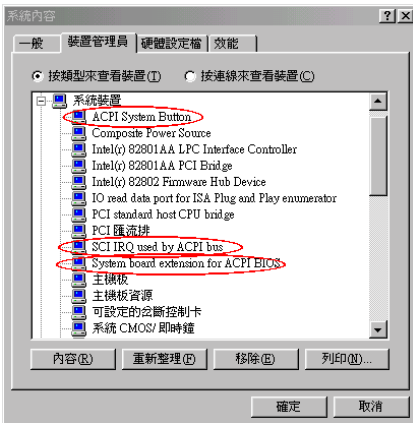 系統內容
一般 裝置管理員 硬體設定檔 效能
按類型來查看裝置(T) 按連線來查看裝置(C)
系統裝置
ACPI System Button
Composite Power Source
Intel(r) 82801AA LPC Interface Controller
Intel(r) 82801AA PCI Bridge
Intel(r) 82802 Firmware Hub Device
IO read data port for ISA Plug and Play enumerator
PCI standard host CPU bridge
PCI 匯流排
SCI IRQ used by ACPI bus
System board extension for ACPI BIOS
主機板
主機板資源
可設定的岔斷控制卡
系統 CMOS/即時鐘
內容(R) 重新整理(F) 移除(E) 列印(N)...
確定 取消